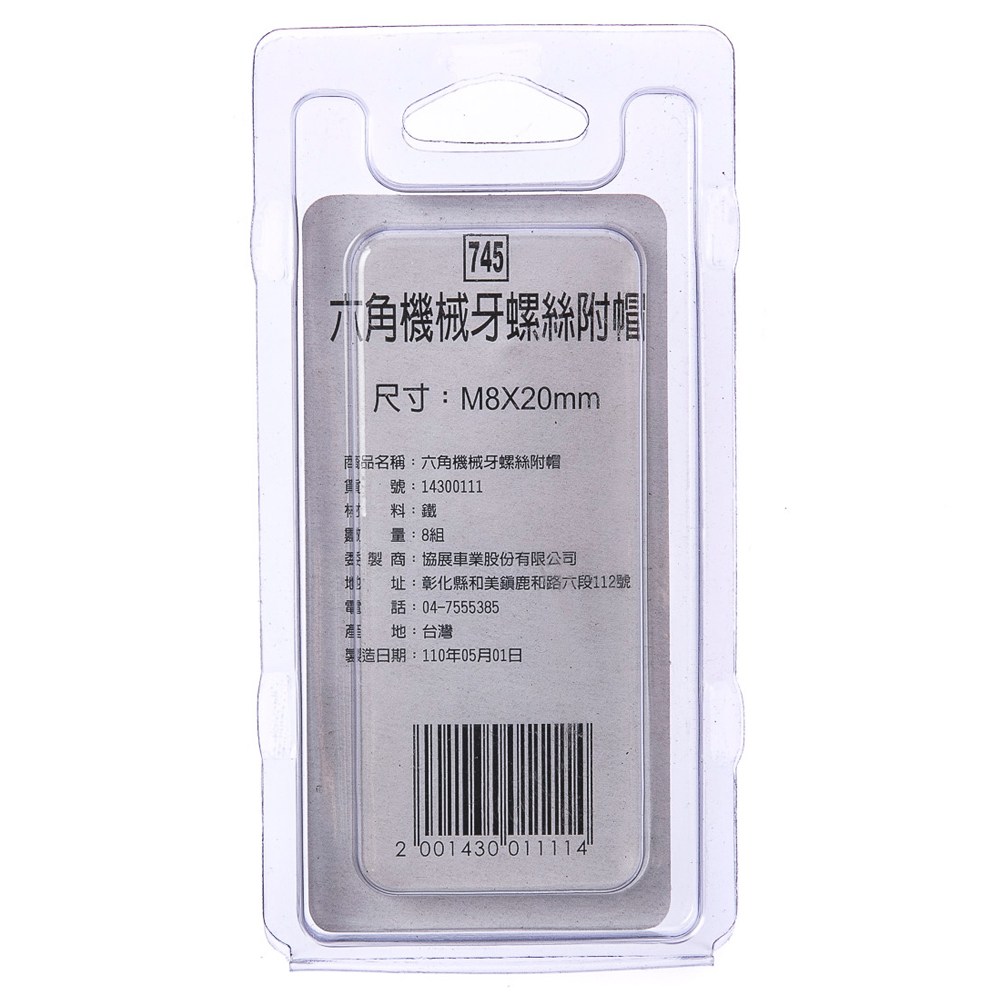 745
六角機械牙螺絲附帽
尺寸：M8X20mm
商品名稱：六角機械牙螺絲附帽
貨　　號：14300111
材　　料：鐵
數　　量：8組
委 製 商：協展車業股份有限公司
地　　址：彰化縣和美鎮鹿和路六段112號
電　　話：04-7555385
產　　地：台灣
製造日期：110年05月01日
2 001430 011114